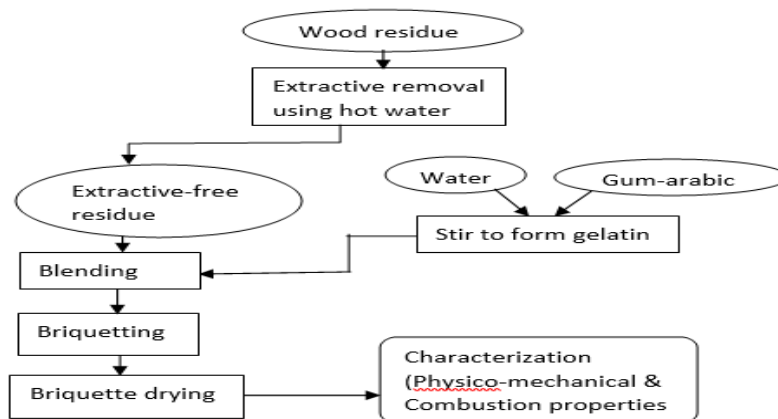 Wood residue
Extractive removal
using hot water
Extractive-free
residue
Water
Gum-arabic
Stir to form gelatin
Blending
Briquetting
Briquette drying
Characterization
(Physico-mechanical &
Combustion properties